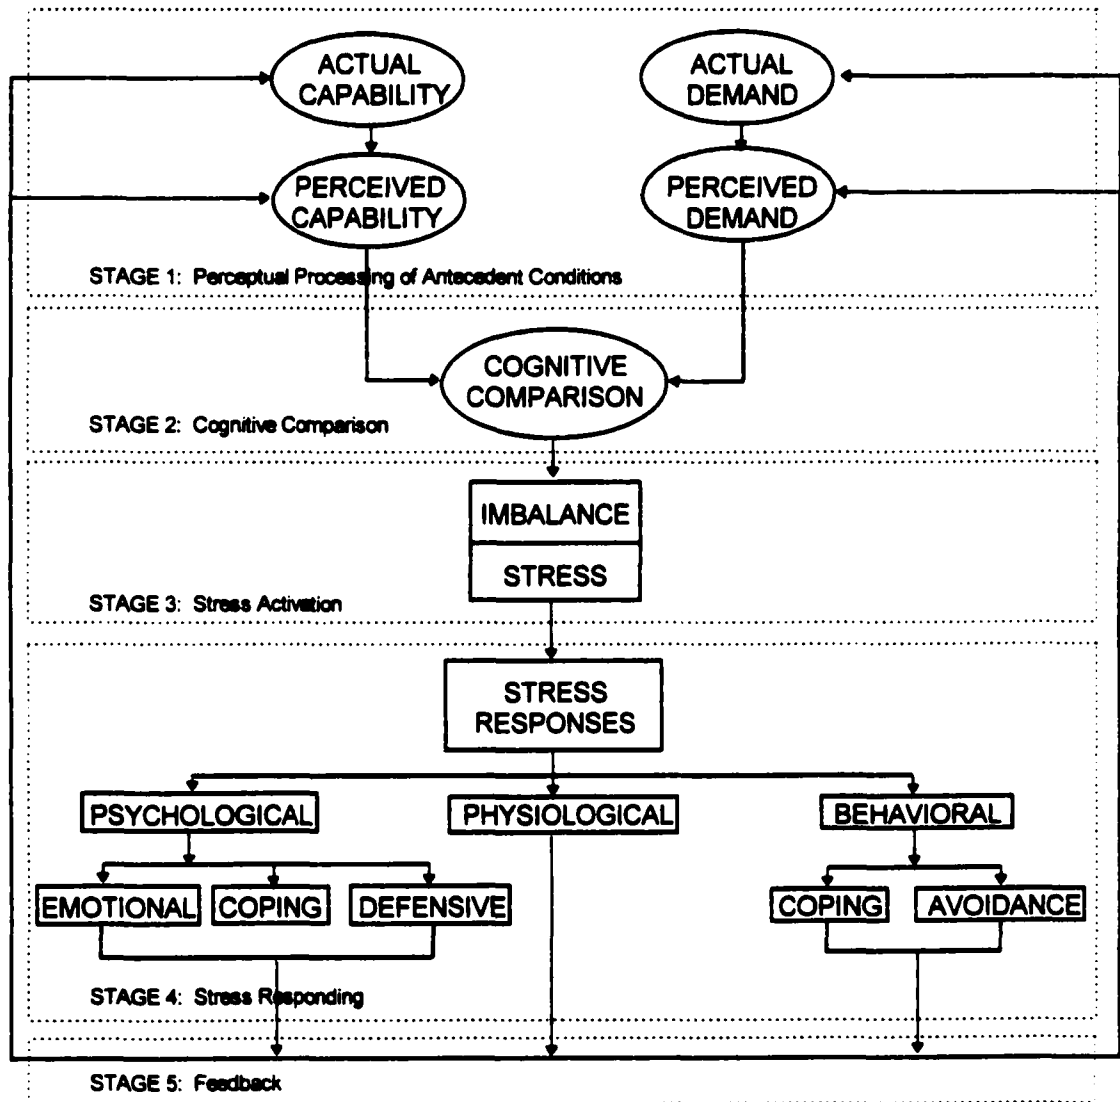 ACTUAL
CAPABILITY
ACTUAL
DEMAND
PERCEIVED
CAPABILITY
PERCEIVED
DEMAND
STAGE 1: Perceptual Processing of Antecedent Conditions
COGNITIVE
COMPARISON
STAGE 2: Cognitive Comparison
IMBALANCE
STRESS
STAGE 3: Stress Activation
STRESS
RESPONSES
PSYCHOLOGICAL
PHYSIOLOGICAL
BEHAVIORAL
EMOTIONAL
COPING
DEFENSIVE
COPING
AVOIDANCE
STAGE 4: Stress Responding
STAGE 5: Feedback